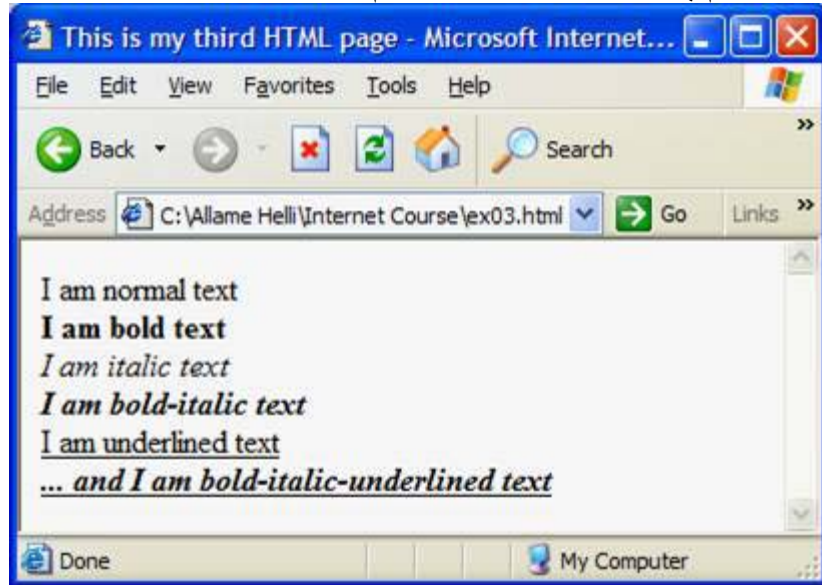 This is my third HTML page - Microsoft Internet...
File Edit View Favorites Tools Help
Back Search »
Address C:\Allame Helli\Internet Course\ex03.html Go Links »
I am normal text
I am bold text
I am italic text
I am bold-italic text
I am underlined text
... and I am bold-italic-underlined text
Done My Computer